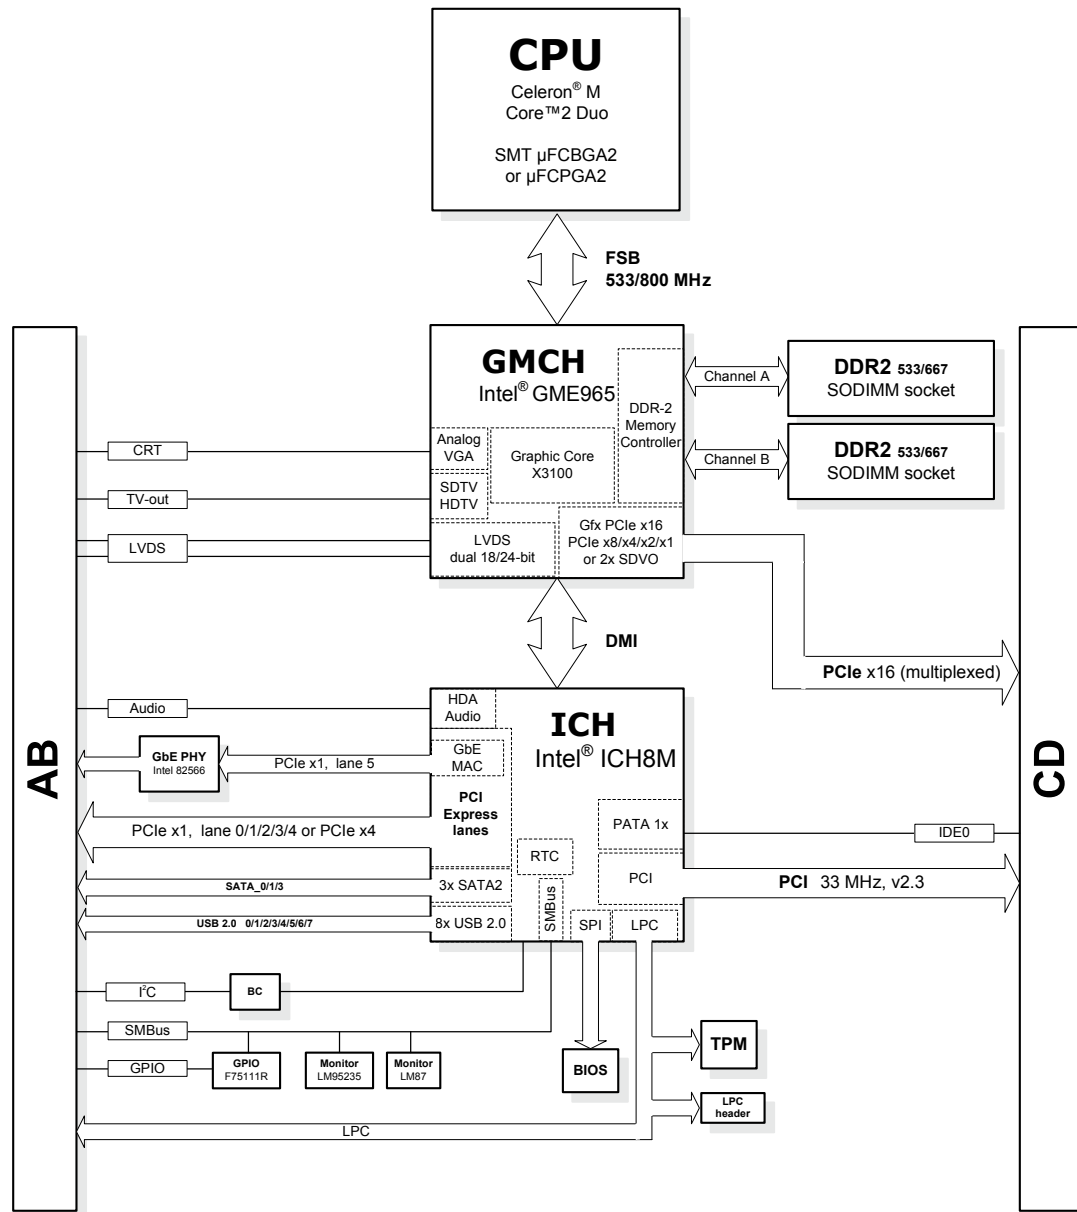 CPU
Celeron® M
Core™2 Duo
SMT µFCBGA2
or µFCPGA2
FSB
533/800 MHz
GMCH
Intel® GME965
DDR-2
Memory
Controller
Analog
VGA
Graphic Core
X3100
SDTV
HDTV
LVDS
dual 18/24-bit
Gfx PCIe x16
PCIe x8/x4/x2/x1
or 2x SDVO
Channel A
DDR2 533/667
SODIMM socket
Channel B
DDR2 533/667
SODIMM socket
CRT
TV-out
LVDS
DMI
PCIe x16 (multiplexed)
AB
CD
Audio
HDA
Audio
ICH
Intel® ICH8M
GbE PHY
Intel 82566
PCIe x1, lane 5
GbE
MAC
PCI
Express
lanes
PCIe x1, lane 0/1/2/3/4 or PCIe x4
PATA 1x
IDE0
RTC
PCI
PCI 33 MHz, v2.3
SATA_0/1/3
3x SATA2
USB 2.0 0/1/2/3/4/5/6/7
8x USB 2.0
SMBus
SPI
LPC
I²C
BC
SMBus
GPIO
GPIO
F75111R
Monitor
LM95235
Monitor
LM87
BIOS
TPM
LPC
header
LPC